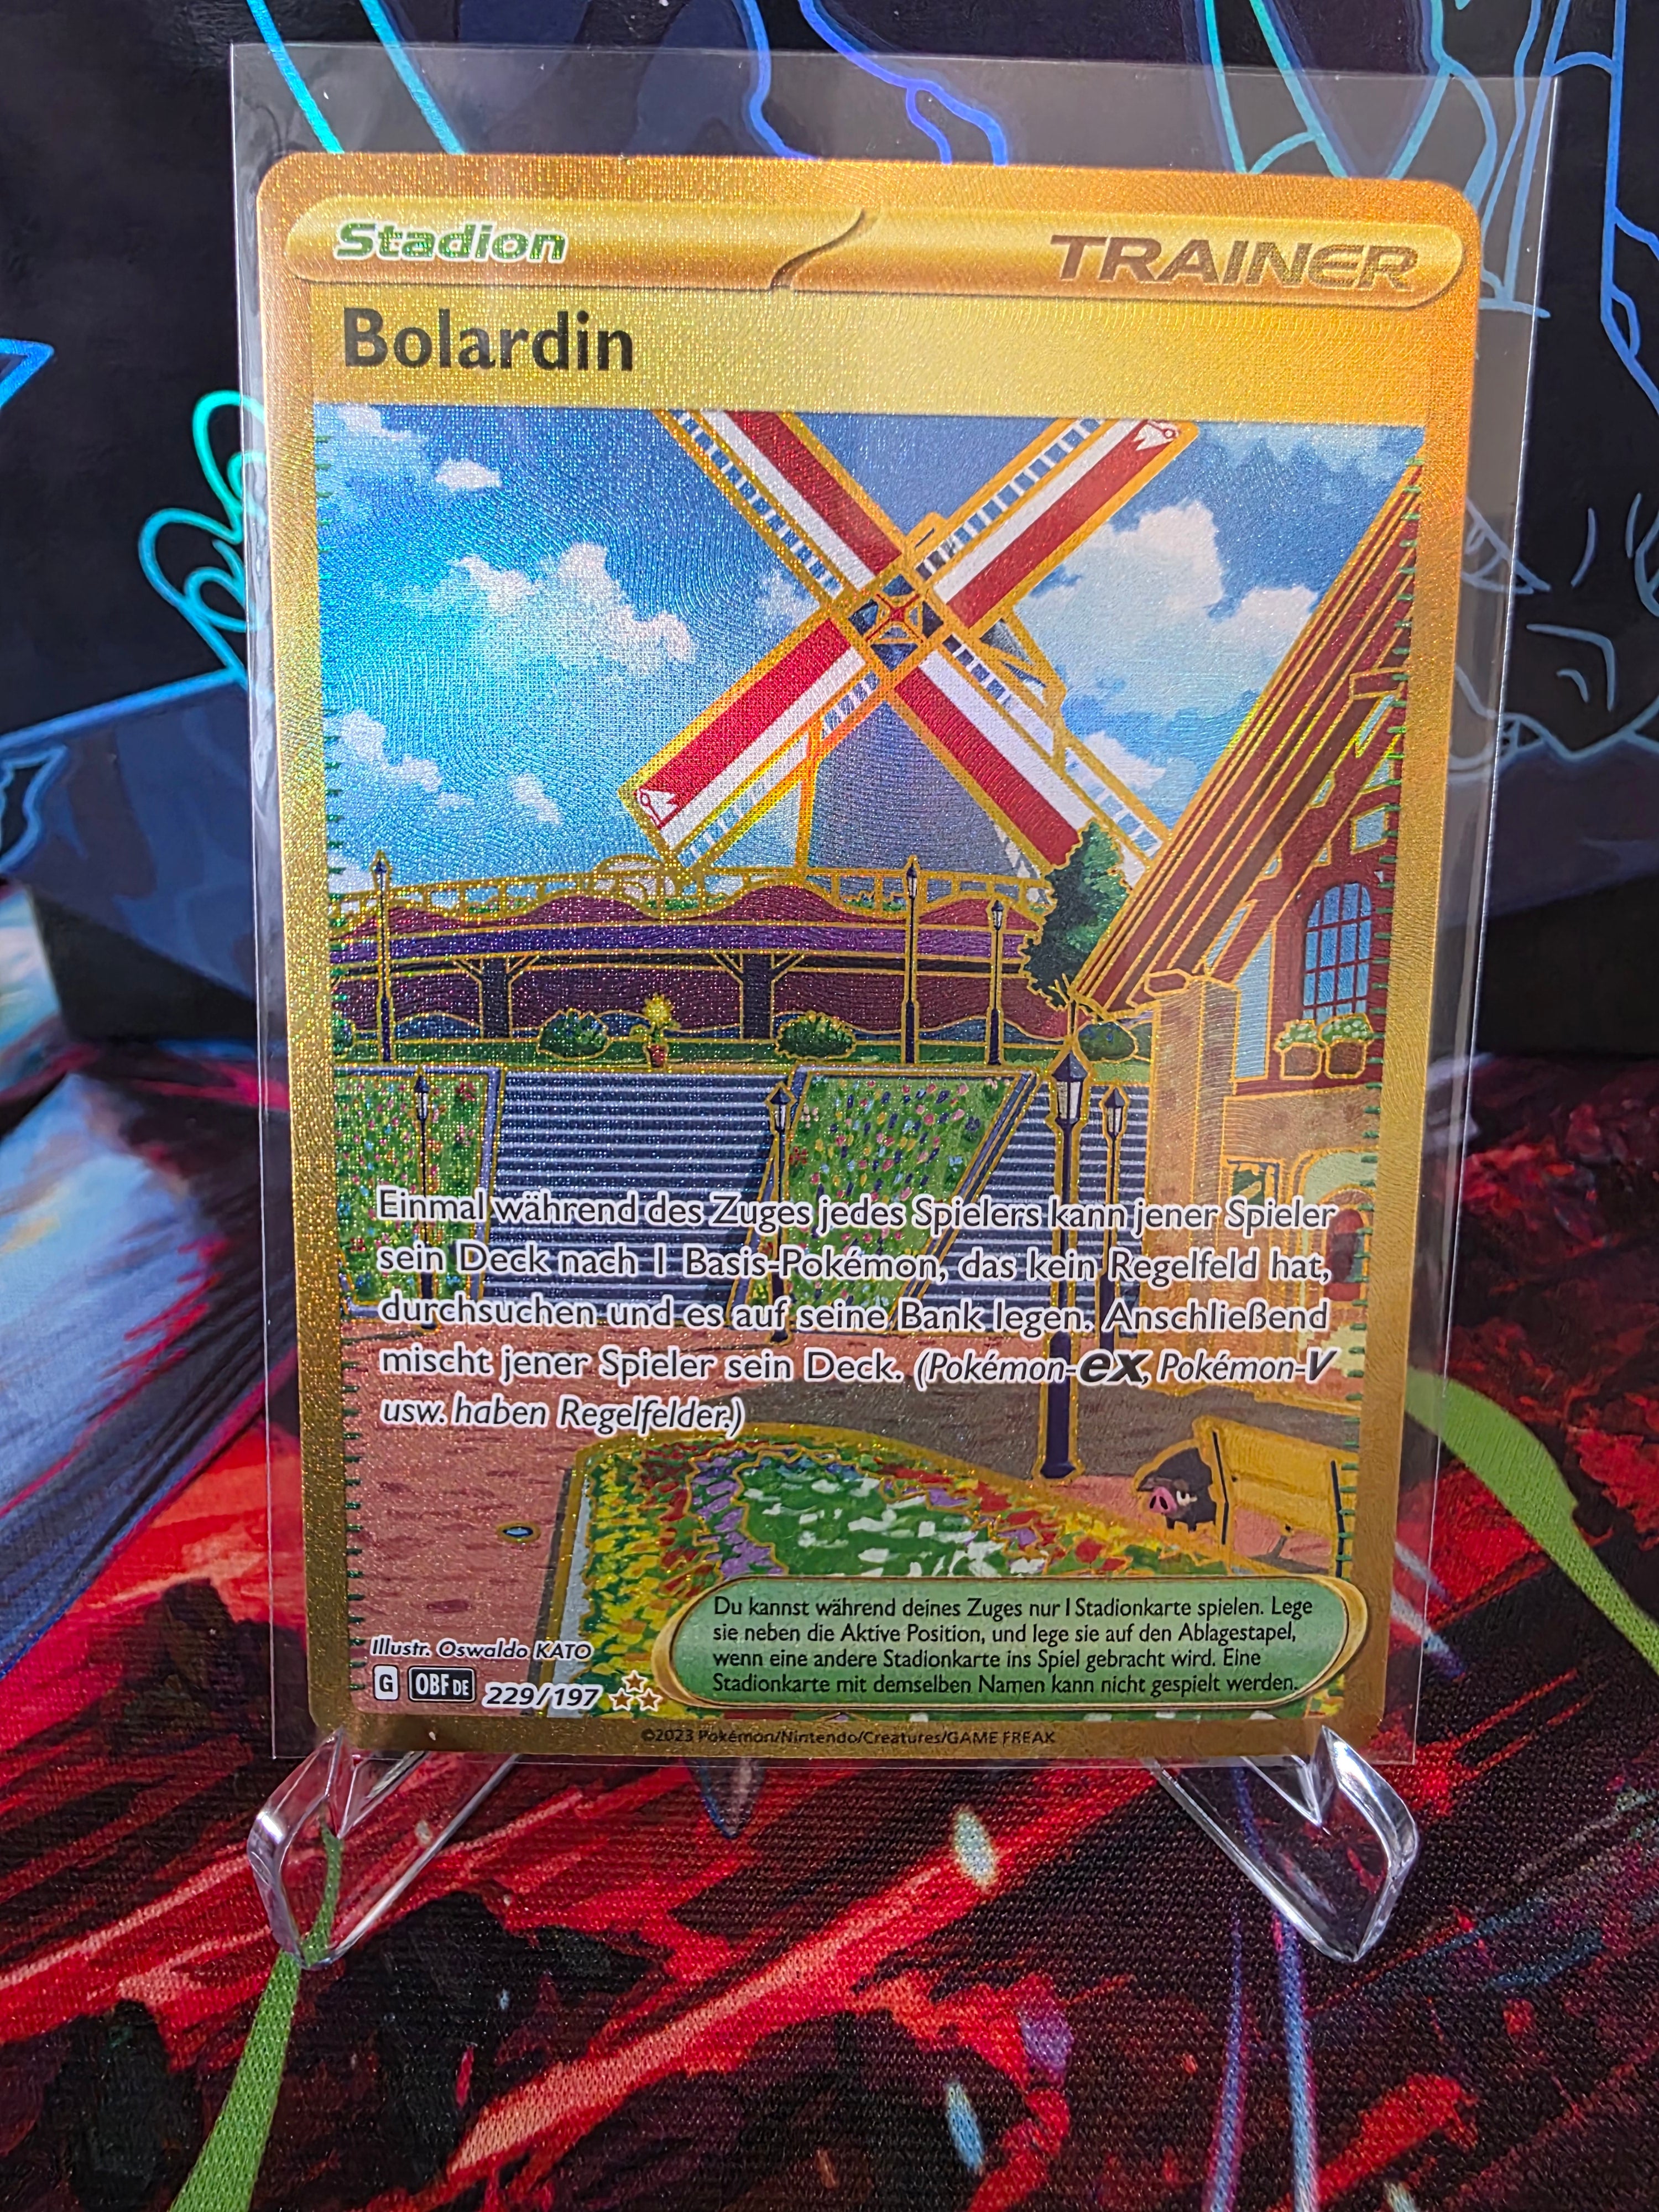 Stadion
TRAINER
Bolardin
Einmal während des Zuges jedes Spielers kann jener Spieler
sein Deck nach 1 Basis-Pokémon, das kein Regelfeld hat,
durchsuchen und es auf seine Bank legen. Anschließend
mischt jener Spieler sein Deck. (Pokémon-ex, Pokémon-V
usw. haben Regelfelder.)
Du kannst während deines Zuges nur 1 Stadionkarte spielen. Lege
sie neben die Aktive Position, und lege sie auf den Ablagestapel,
wenn eine andere Stadionkarte ins Spiel gebracht wird. Eine
Stadionkarte mit demselben Namen kann nicht gespielt werden.
Illustr. Oswaldo KATO
G OBF DE 229/197
©2023 Pokémon/Nintendo/Creatures/GAME FREAK